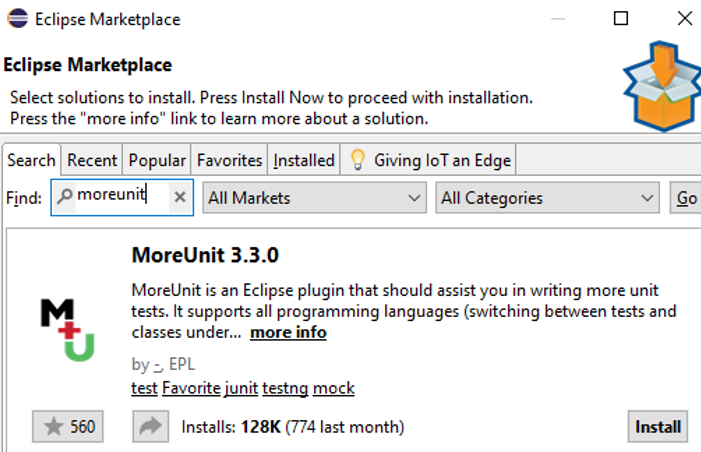 Eclipse Marketplace
Eclipse Marketplace
Select solutions to install. Press Install Now to proceed with installation.
Press the "more info" link to learn more about a solution.
Search Recent Popular Favorites Installed Giving IoT an Edge
Find: moreunit All Markets All Categories Go
MoreUnit 3.3.0
MoreUnit is an Eclipse plugin that should assist you in writing more unit
tests. It supports all programming languages (switching between tests and
classes under... more info
by -, EPL
test Favorite junit testng mock
M+U
560 Installs: 128K (774 last month) Install